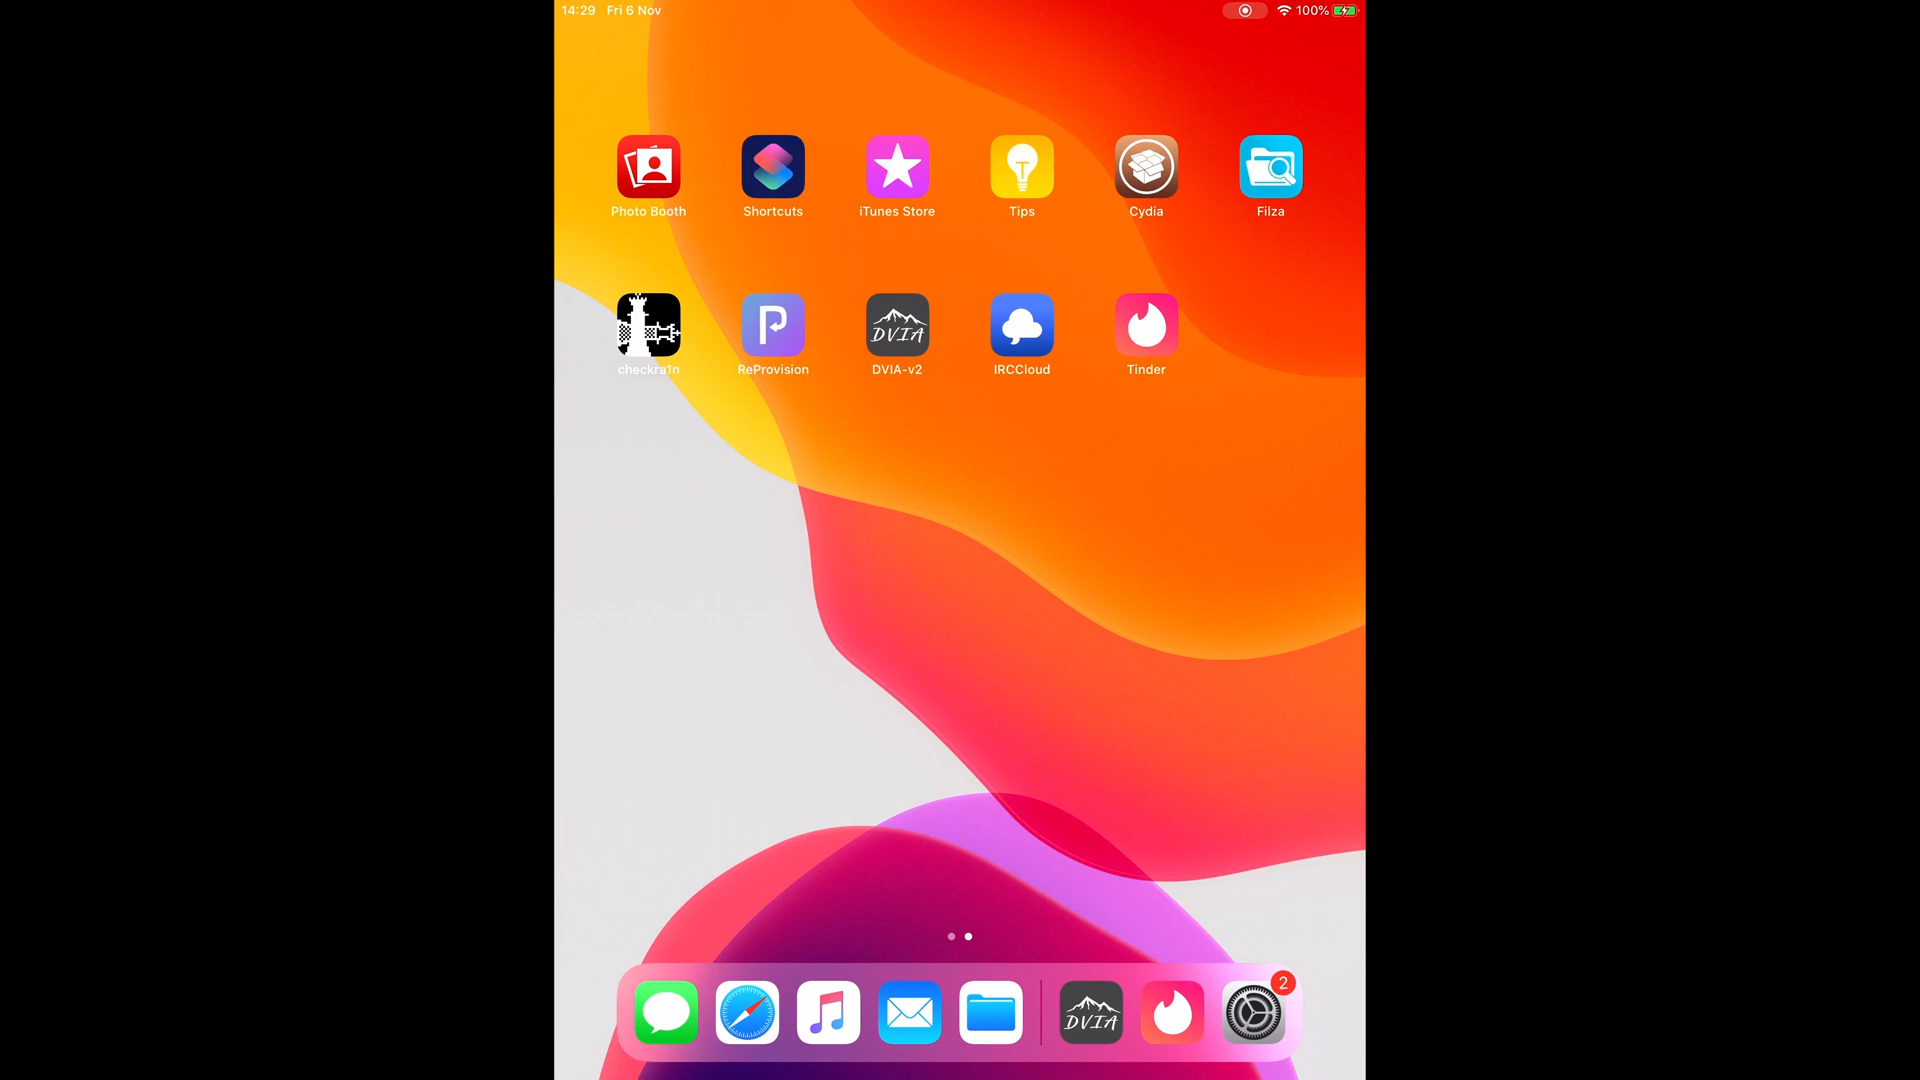 14:29 Fri 6 Nov 100%
Photo Booth Shortcuts iTunes Store Tips Cydia Filza
DVIA
checkra1n ReProvision DVIA-v2 IRCCloud Tinder
2
DVIA